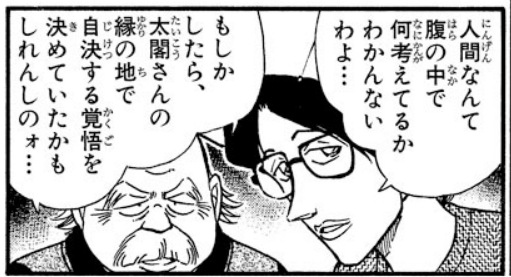 人間なんて
腹の中で
何考えてるか
わかんない
わよ…
もしか
したら、
太閤さんの
縁の地で
自決する覚悟を
決めていたかも
しれんしのォ…